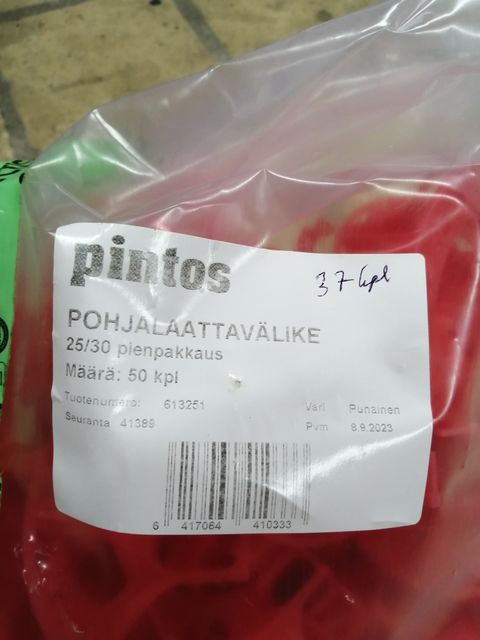 pintos
37 kpl
POHJALAATTAVÄLIKE
25/30 pienpakkaus
Määrä: 50 kpl
Tuotenumero: 613251 Väri Punainen
Seuranta 41389 Pvm 8.9.2023
6 417064 410333